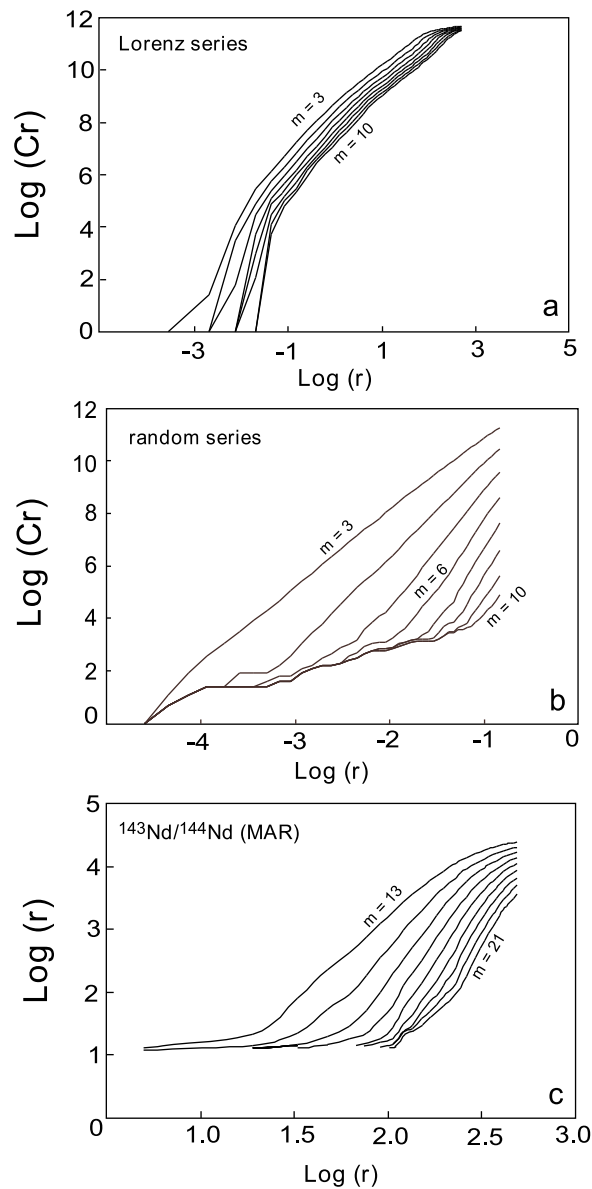 12
10
8
6
4
2
0
Log (Cr)
Lorenz series
m = 3
m = 10
a
-3
-1
1
3
5
Log (r)
12
10
8
6
4
2
0
Log (Cr)
random series
m = 3
m = 6
m = 10
b
-4
-3
-2
-1
0
Log (r)
5
4
3
2
1
0
Log (r)
¹⁴³Nd/¹⁴⁴Nd (MAR)
m = 13
m = 21
c
1.0
1.5
2.0
2.5
3.0
Log (r)